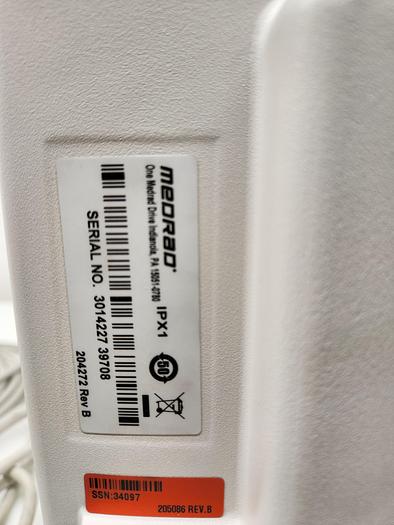 MEDRAD
One Medrad Drive Indianola, PA 15051-0780
IPX1
50
SERIAL NO. 3014227 39708
204272 Rev B
SSN:34097
205086 REV.B